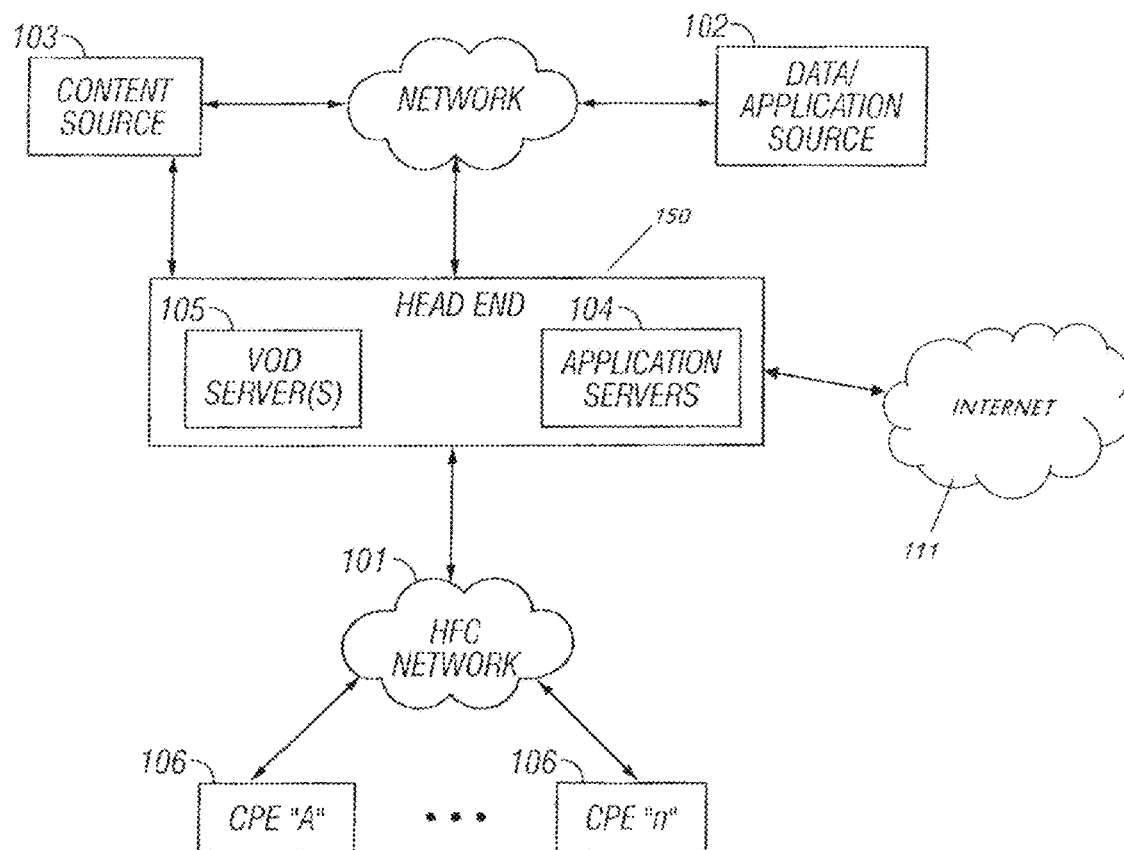 103
CONTENT
SOURCE
NETWORK
102
DATA/
APPLICATION
SOURCE
150
HEAD END
105
VOD
SERVER(S)
104
APPLICATION
SERVERS
INTERNET
111
101
HFC
NETWORK
106
CPE "A"
• • •
106
CPE "n"